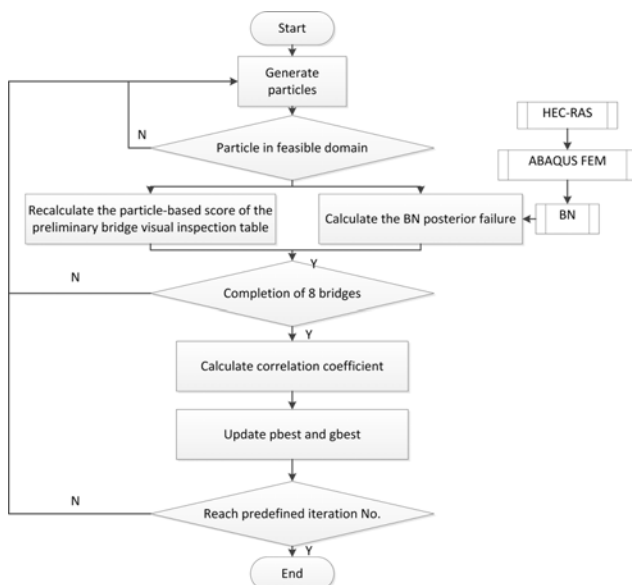 Start
Generate
particles
N
Particle in feasible domain
HEC-RAS
ABAQUS FEM
BN
Recalculate the particle-based score of the
preliminary bridge visual inspection table
Calculate the BN posterior failure
Y
N
Completion of 8 bridges
Y
Calculate correlation coefficient
Update pbest and gbest
N
Reach predefined iteration No.
Y
End